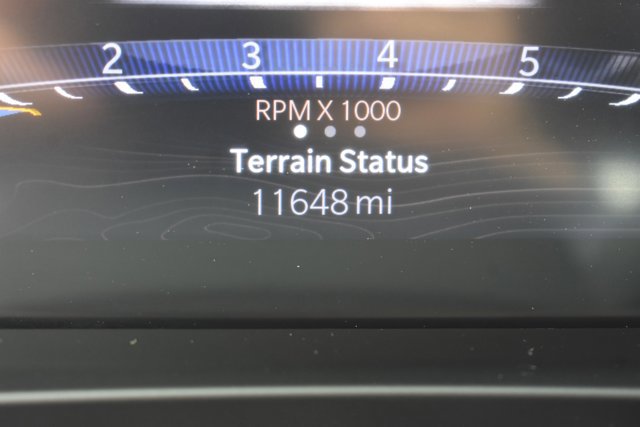 2 3 4 5
RPM X 1000
Terrain Status
11648 mi